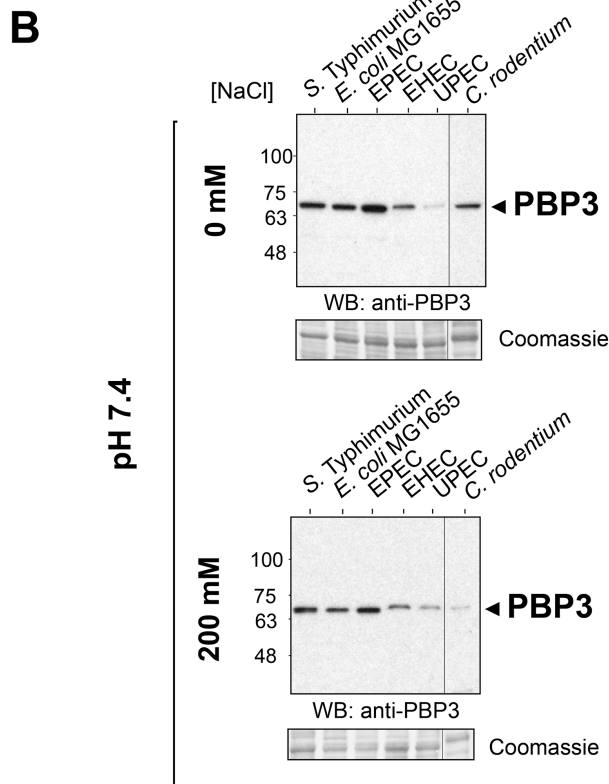 B
[NaCl]
S. Typhimurium
E. coli MG1655
EPEC
EHEC
UPEC
C. rodentium
pH 7.4
0 mM
100
75
63
48
PBP3
WB: anti-PBP3
Coomassie
S. Typhimurium
E. coli MG1655
EPEC
EHEC
UPEC
C. rodentium
200 mM
100
75
63
48
PBP3
WB: anti-PBP3
Coomassie